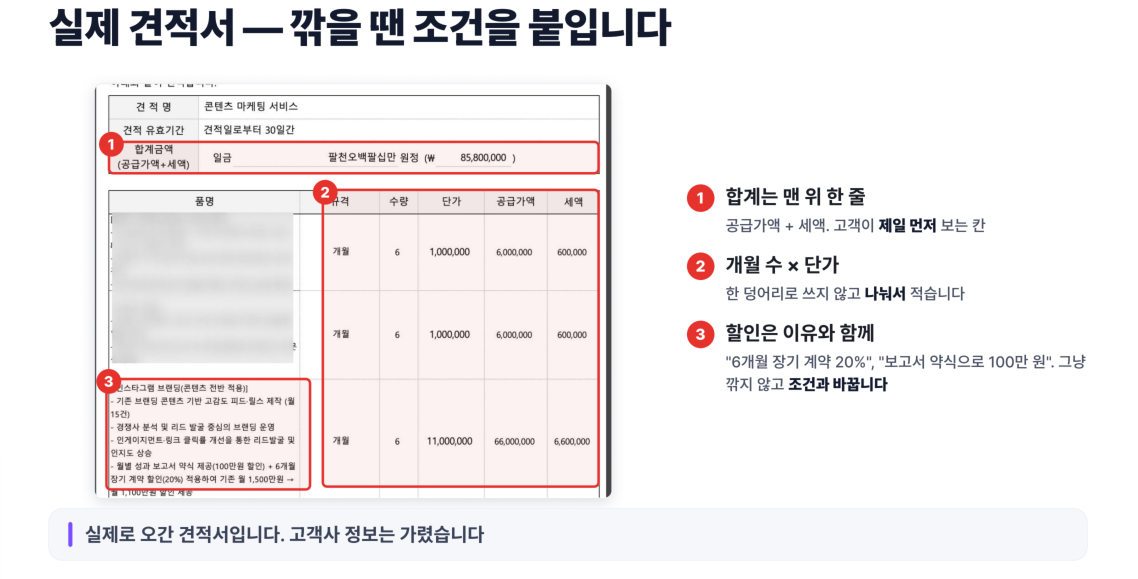 실제 견적서 — 깎을 땐 조건을 붙입니다
견 적 명 콘텐츠 마케팅 서비스
견적 유효기간 견적일로부터 30일간
1
합계금액
(공급가액+세액)
일금 팔천오백팔십만 원정 (₩ 85,800,000 )
2
품명 규격 수량 단가 공급가액 세액
개월 6 1,000,000 6,000,000 600,000
개월 6 1,000,000 6,000,000 600,000
3
인스타그램 브랜딩(콘텐츠 전반 적용)]
- 기존 브랜딩 콘텐츠 기반 고감도 피드·릴스 제작 (월
15건)
- 경쟁사 분석 및 리드 발굴 중심의 브랜딩 운영
- 인게이지먼트·링크 클릭률 개선을 통한 리드발굴 및
인지도 상승
- 월별 성과 보고서 약식 제공(100만원 할인) + 6개월
장기 계약 할인(20%) 적용하여 기존 월 1,500만원 →
월 1,100만원 할인 제공
개월 6 11,000,000 66,000,000 6,600,000
1 합계는 맨 위 한 줄
공급가액 + 세액. 고객이 제일 먼저 보는 칸
2 개월 수 × 단가
한 덩어리로 쓰지 않고 나눠서 적습니다
3 할인은 이유와 함께
"6개월 장기 계약 20%", "보고서 약식으로 100만 원". 그냥
깎지 않고 조건과 바꿉니다
실제로 오간 견적서입니다. 고객사 정보는 가렸습니다